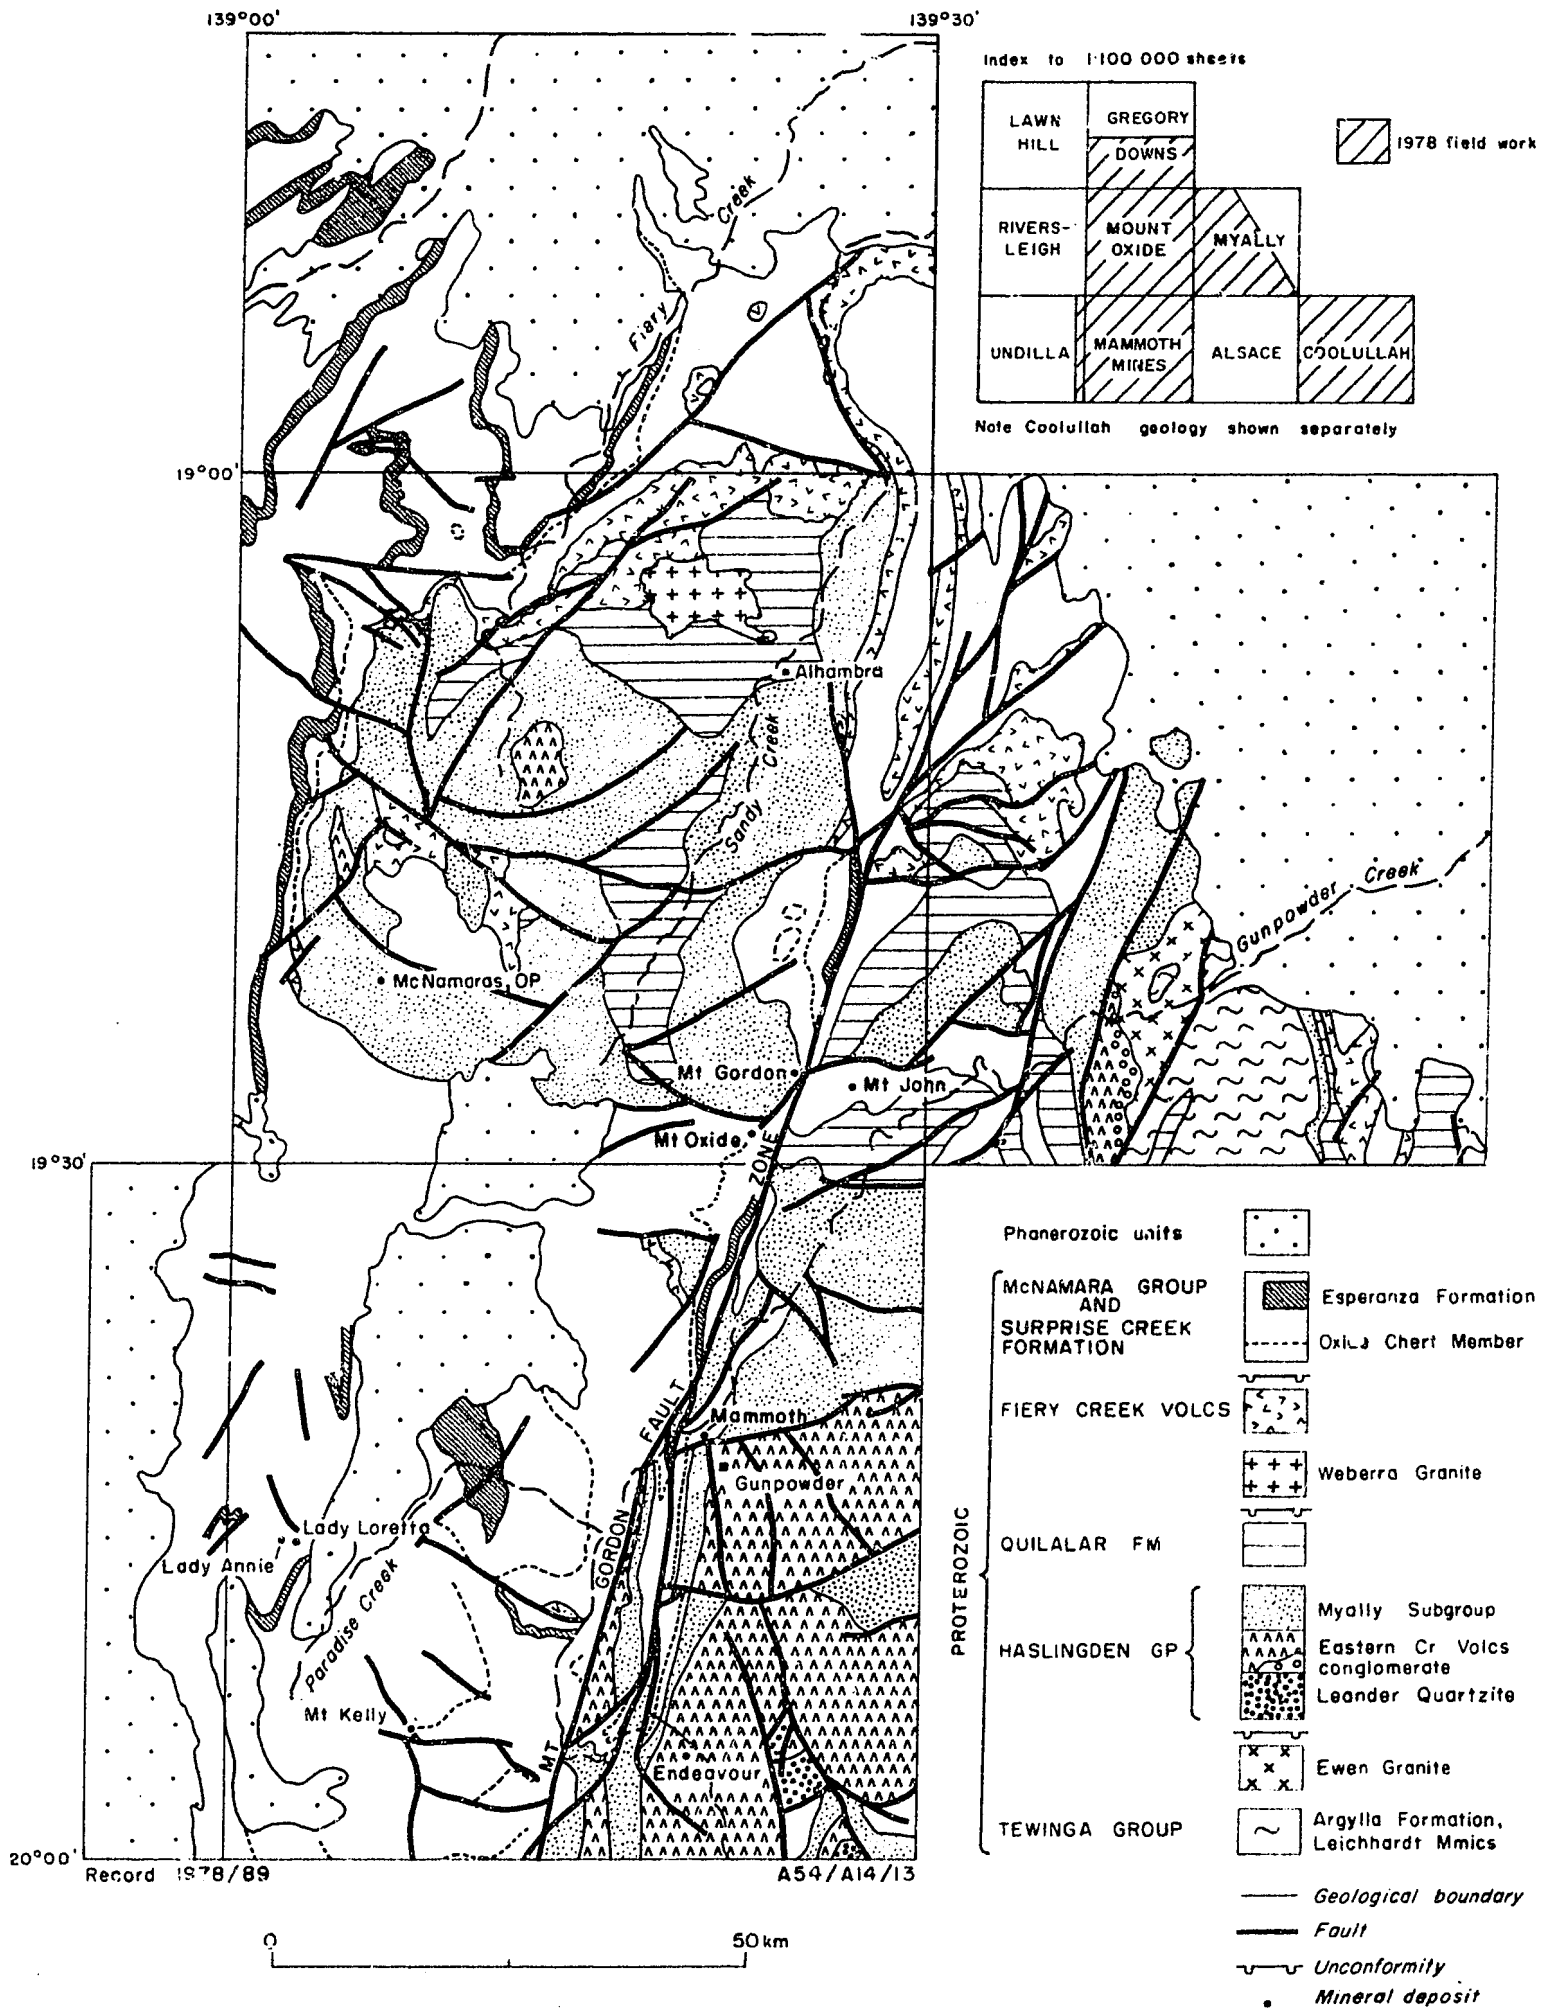 139°00'
139°30'
Index to 1:100 000 sheets
LAWN
HILL
GREGORY
DOWNS
1978 field work
RIVERS-
LEIGH
MOUNT
OXIDE
MYALLY
UNDILLA
MAMMOTH
MINES
ALSACE
COOLULLAH
Note Coolullah geology shown separately
Creek
Fiery
19°00'
Alhambra
Creek
Sandy
Gunpowder Creek
McNamaras OP
Mt Gordon
Mt John
Mt Oxide
19°30'
ZONE
FAULT
GORDON
MT
Mammoth
Gunpowder
Lady Loretta
Lady Annie
Paradise Creek
Mt Kelly
Endeavour
20°00'
Record 1978/89
A54/A14/13
0
50 km
Phanerozoic units
McNAMARA GROUP
AND
SURPRISE CREEK
FORMATION
Esperanza Formation
Chert Member
FIERY CREEK VOLCS
Weberra Granite
QUILALAR FM
PROTEROZOIC
HASLINGDEN GP
Myally Subgroup
Eastern Cr Volcs
conglomerate
Leander Quartzite
Ewen Granite
TEWINGA GROUP
Argylla Formation,
Leichhardt Mmics
Geological boundary
Fault
Unconformity
Mineral deposit